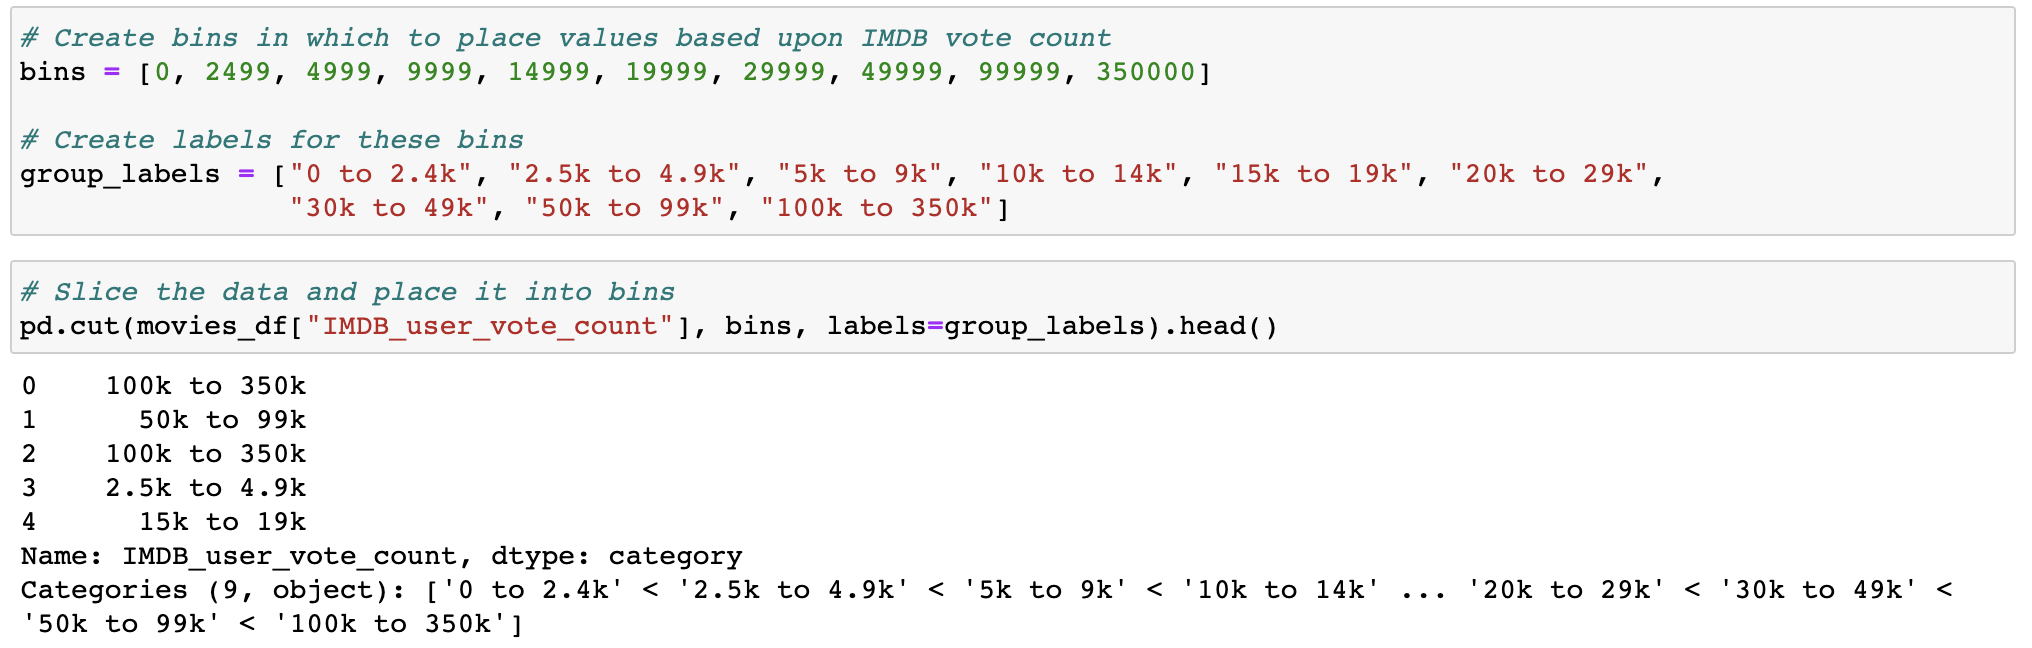 # Create bins in which to place values based upon IMDB vote count
bins = [0, 2499, 4999, 9999, 14999, 19999, 29999, 49999, 99999, 350000]
# Create labels for these bins
group_labels = ["0 to 2.4k", "2.5k to 4.9k", "5k to 9k", "10k to 14k", "15k to 19k", "20k to 29k",
"30k to 49k", "50k to 99k", "100k to 350k"]
# Slice the data and place it into bins
pd.cut(movies_df["IMDB_user_vote_count"], bins, labels=group_labels).head()
0     100k to 350k
1       50k to 99k
2     100k to 350k
3     2.5k to 4.9k
4       15k to 19k
Name: IMDB_user_vote_count, dtype: category
Categories (9, object): ['0 to 2.4k' < '2.5k to 4.9k' < '5k to 9k' < '10k to 14k' ... '20k to 29k' < '30k to 49k' <
'50k to 99k' < '100k to 350k']